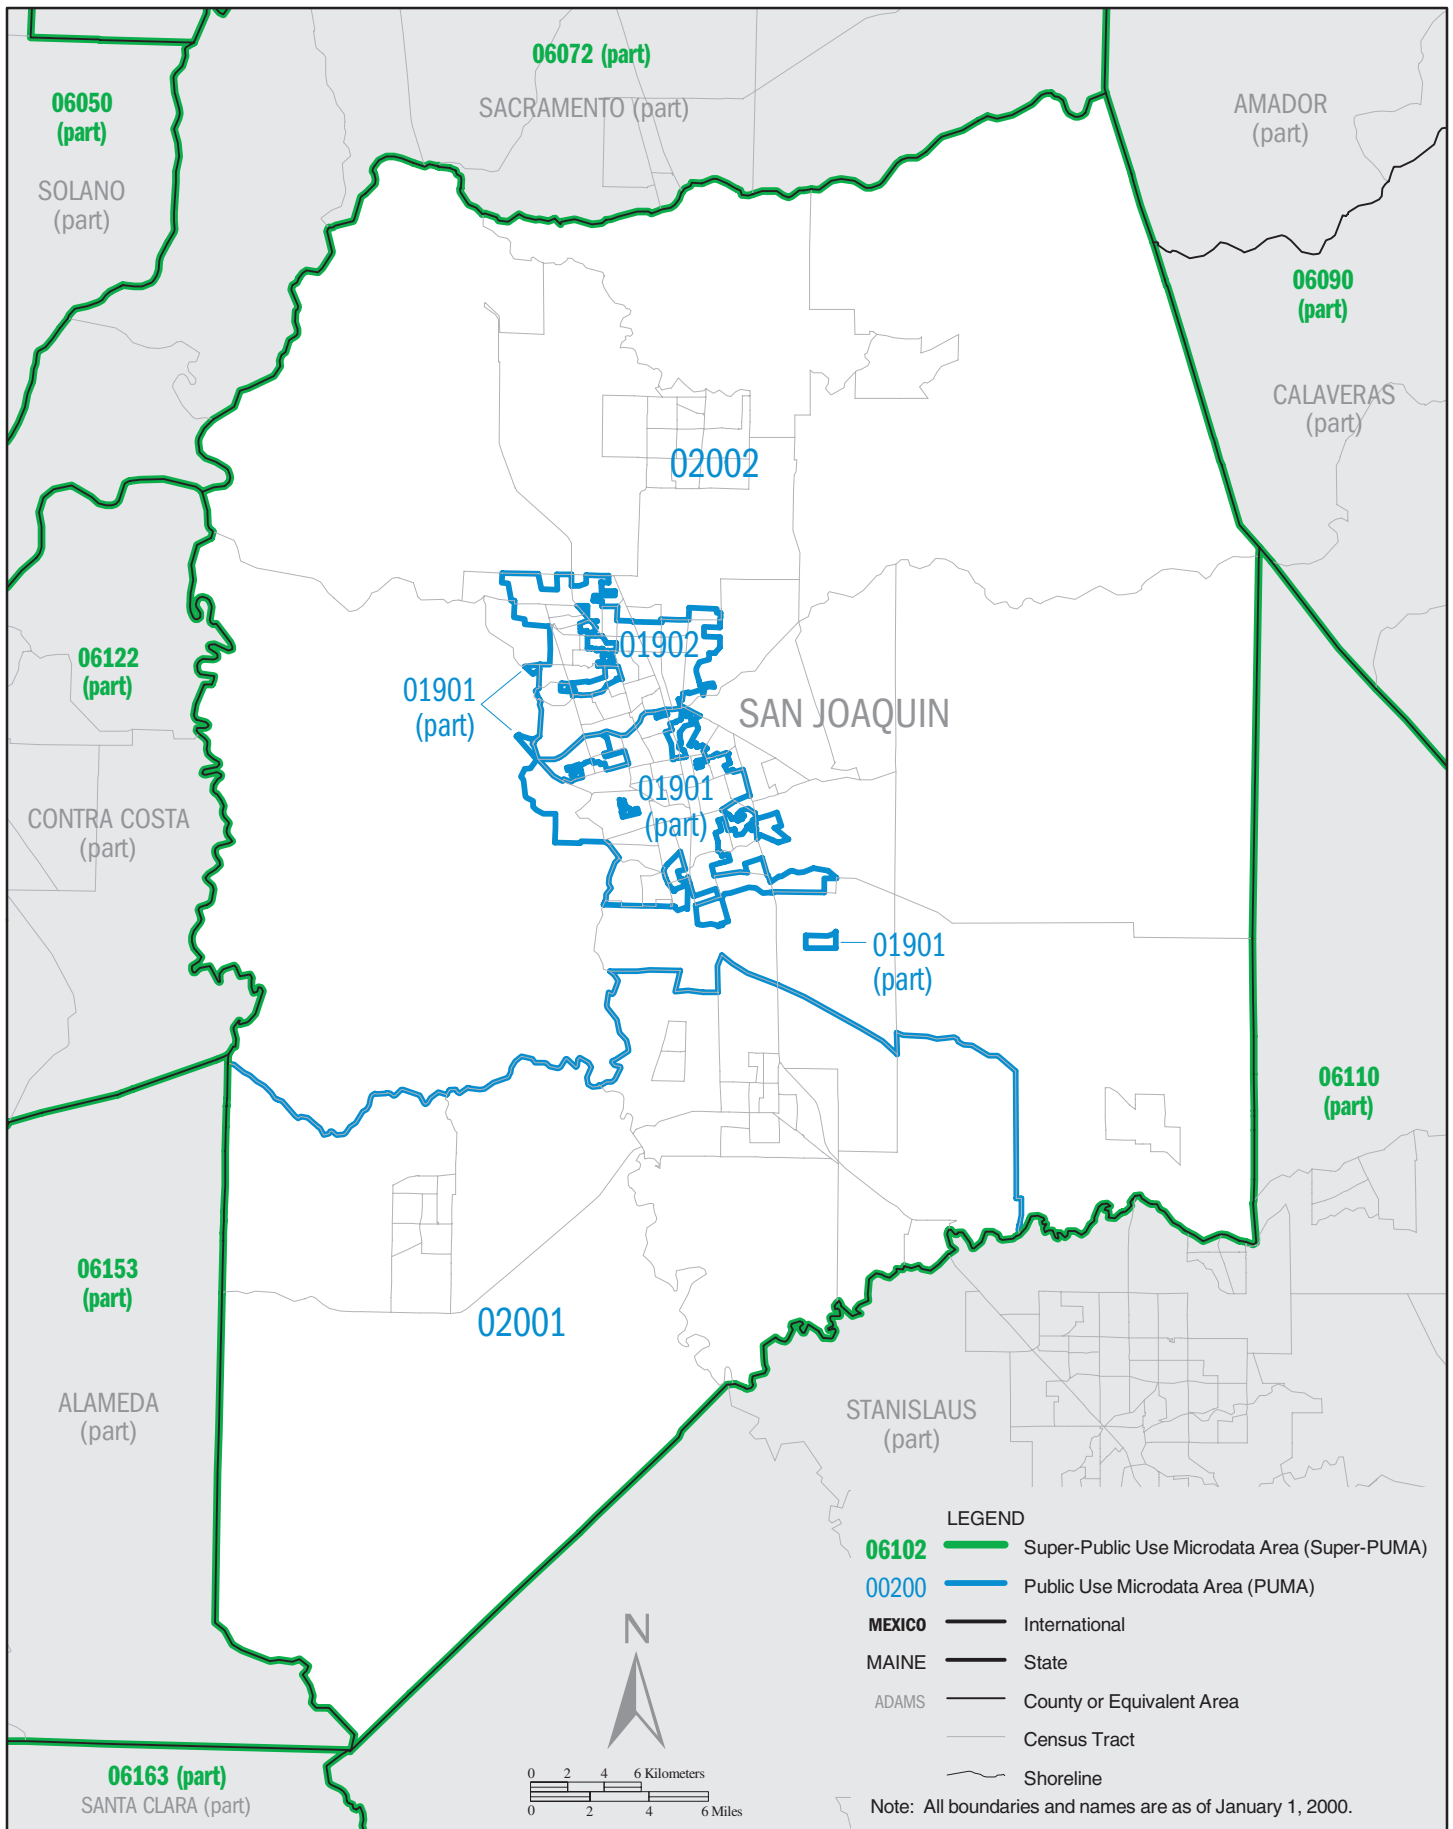 06072 (part)
SACRAMENTO (part)
06050
(part)
SOLANO
(part)
AMADOR
(part)
06090
(part)
CALAVERAS
(part)
02002
01902
06122
(part)
01901
(part)
SAN JOAQUIN
01901
(part)
CONTRA COSTA
(part)
01901
(part)
06110
(part)
06153
(part)
02001
ALAMEDA
(part)
STANISLAUS
(part)
LEGEND
06102 Super-Public Use Microdata Area (Super-PUMA)
00200 Public Use Microdata Area (PUMA)
MEXICO International
MAINE State
ADAMS County or Equivalent Area
Census Tract
Shoreline
Note: All boundaries and names are as of January 1, 2000.
N
0 2 4 6 Kilometers
0 2 4 6 Miles
06163 (part)
SANTA CLARA (part)